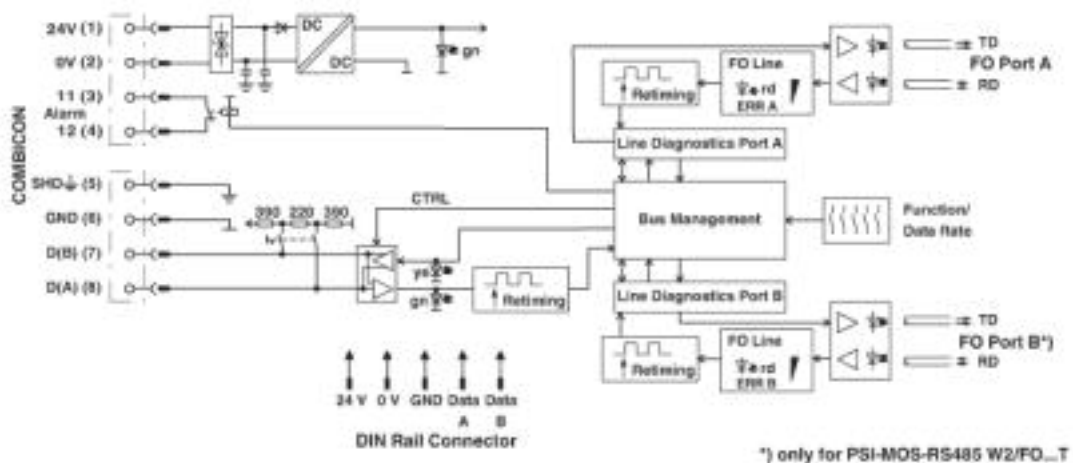 COMBICON
24V (1)
0V (2)
11 (3)
Alarm
12 (4)
SHD (5)
GND (6)
D(B) (7)
D(A) (8)
DC
DC
gn
390 220 390
CTRL
ye
gn
Retiming
Retiming
FO Line
rd
ERR A
TD
FO Port A
RD
Line Diagnostics Port A
Bus Management
Function/
Data Rate
Line Diagnostics Port B
Retiming
FO Line
rd
ERR B
TD
FO Port B*)
RD
24 V 0 V GND Data Data
A B
DIN Rail Connector
*) only for PSI-MOS-RS485 W2/FO...T